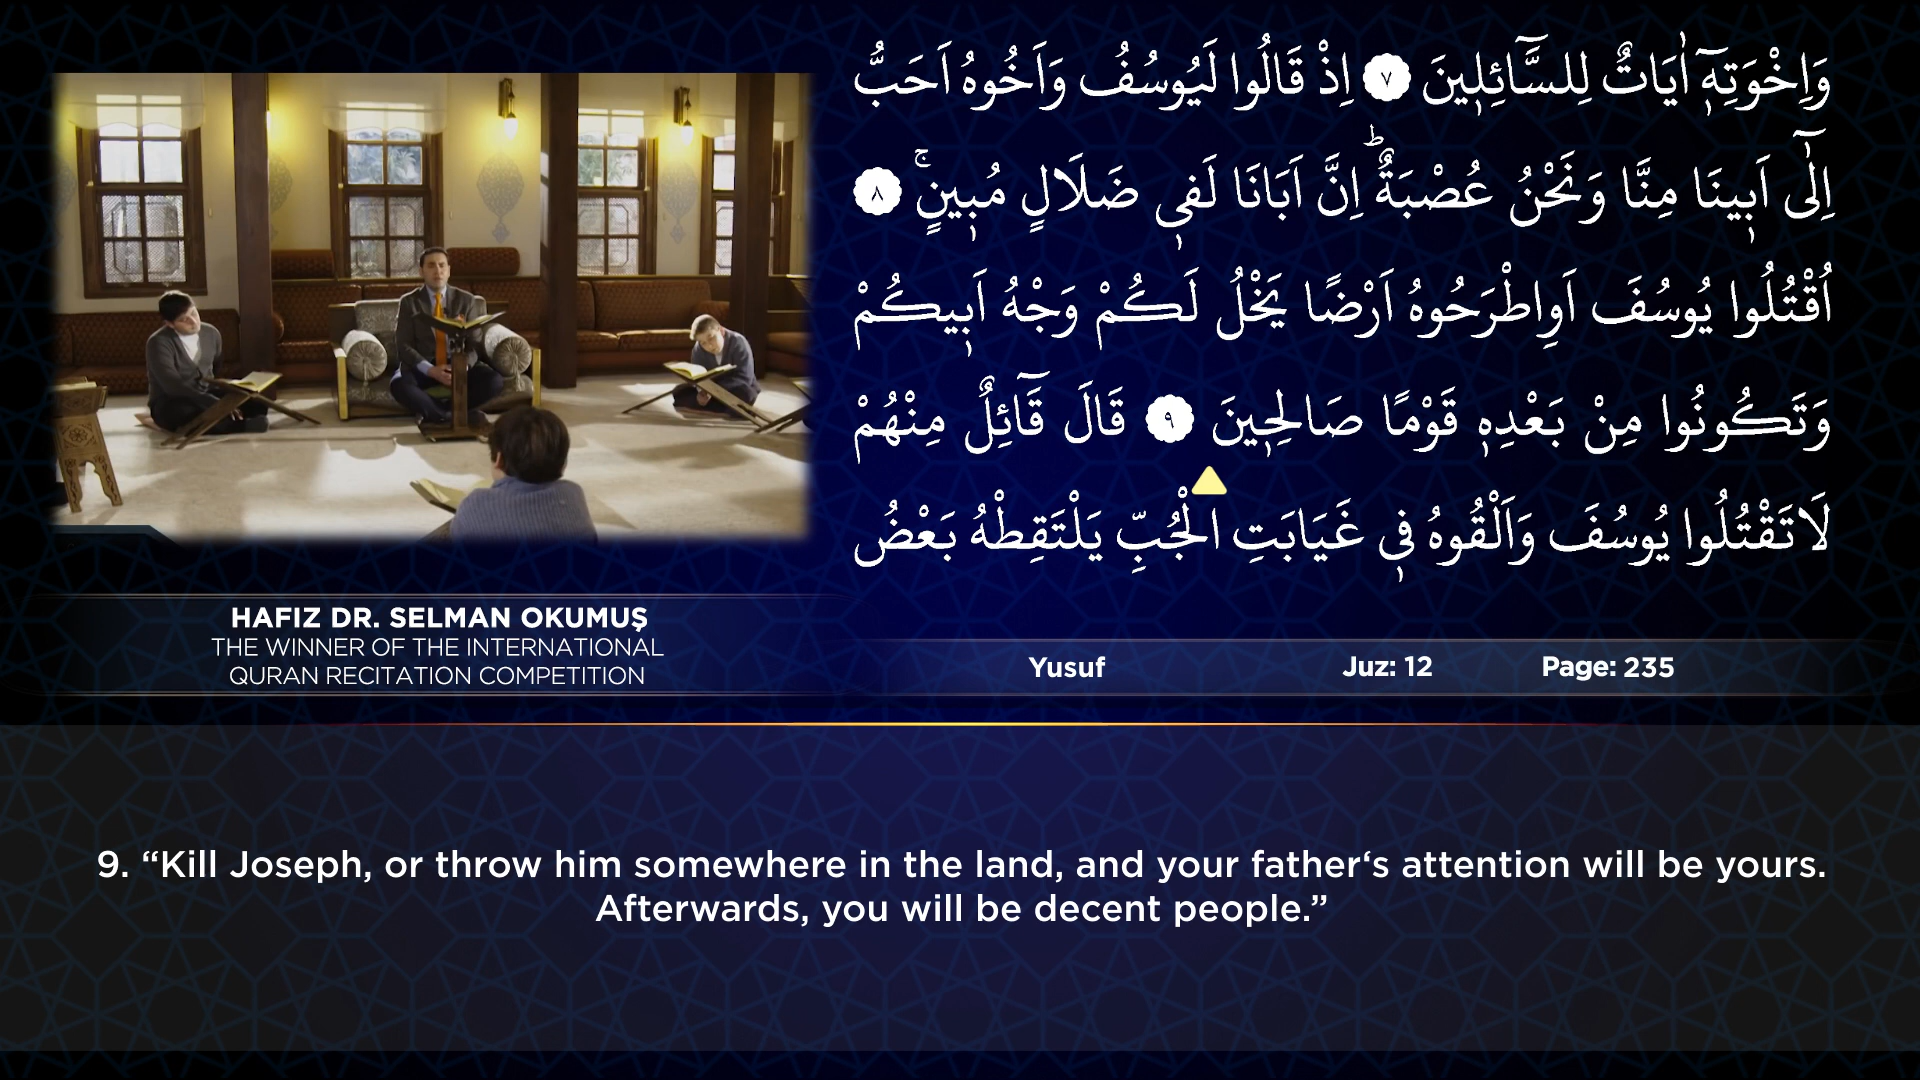 وَاِخْوَتِه۪ٓ اٰيَاتٌ لِلسَّٓائِل۪ينَ ﴿٧﴾ اِذْ قَالُوا لَيُوسُفُ وَاَخُوهُ اَحَبُّ
اِلٰٓى اَب۪ينَا مِنَّا وَنَحْنُ عُصْبَةٌۜ اِنَّ اَبَانَا لَف۪ي ضَلَالٍ مُب۪ينٍۚ ﴿٨﴾
اُقْتُلُوا يُوسُفَ اَوِاطْرَحُوهُ اَرْضًا يَخْلُ لَكُمْ وَجْهُ اَب۪يكُمْ
وَتَكُونُوا مِنْ بَعْدِه۪ قَوْمًا صَالِح۪ينَ ﴿٩﴾ قَالَ قَٓائِلٌ مِنْهُمْ
لَاتَقْتُلُوا يُوسُفَ وَاَلْقُوهُ ف۪ي غَيَابَتِ الْجُبِّ يَلْتَقِطْهُ بَعْضُ
HAFIZ DR. SELMAN OKUMUŞ
THE WINNER OF THE INTERNATIONAL
QURAN RECITATION COMPETITION
Yusuf Juz: 12 Page: 235
9. “Kill Joseph, or throw him somewhere in the land, and your father‘s attention will be yours.
Afterwards, you will be decent people.”